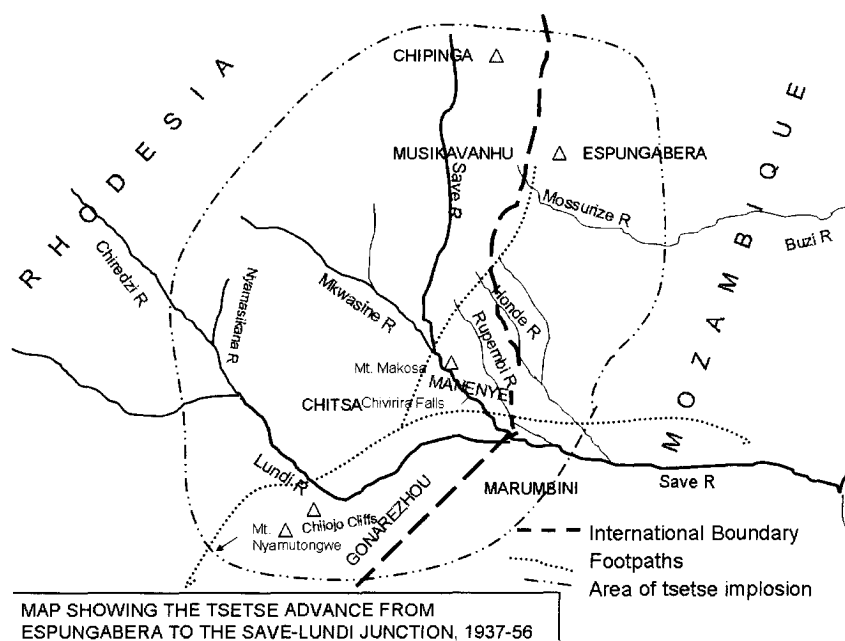 CHIPINGA
MUSIKAVANHU
ESPUNGABERA
RHODESIA
MOZAMBIQUE
Save R
Mossurize R
Buzi R
Chiredzi R
Nyamasikana R
Mkwasine R
Honde R
Rupembi R
Mt. Makosa
MANENYE
CHITSA
Chivirira Falls
Lundi R
Chilojo Cliffs
Mt.
Nyamutongwe
GONAREZHOU
MARUMBINI
Save R
International Boundary
Footpaths
Area of tsetse implosion
MAP SHOWING THE TSETSE ADVANCE FROM
ESPUNGABERA TO THE SAVE-LUNDI JUNCTION, 1937-56